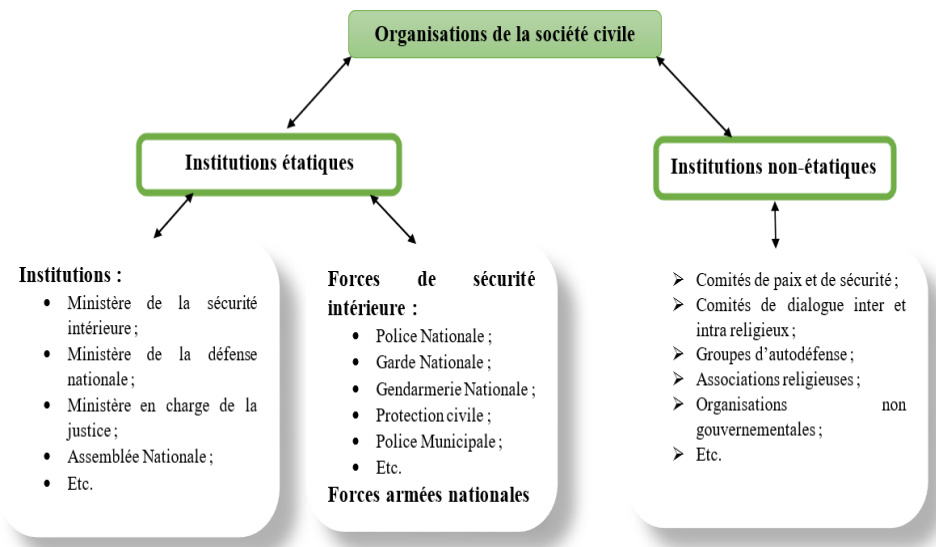 Organisations de la société civile
Institutions étatiques
Institutions non-étatiques
Institutions :
• Ministère de la sécurité
intérieure ;
• Ministère de la défense
nationale ;
• Ministère en charge de la
justice ;
• Assemblée Nationale ;
• Etc.
Forces de sécurité
intérieure :
• Police Nationale ;
• Garde Nationale ;
• Gendarmerie Nationale ;
• Protection civile ;
• Police Municipale ;
• Etc.
Forces armées nationales
➢ Comités de paix et de sécurité ;
➢ Comités de dialogue inter et
intra religieux ;
➢ Groupes d’autodéfense ;
➢ Associations religieuses ;
➢ Organisations non
gouvernementales ;
➢ Etc.